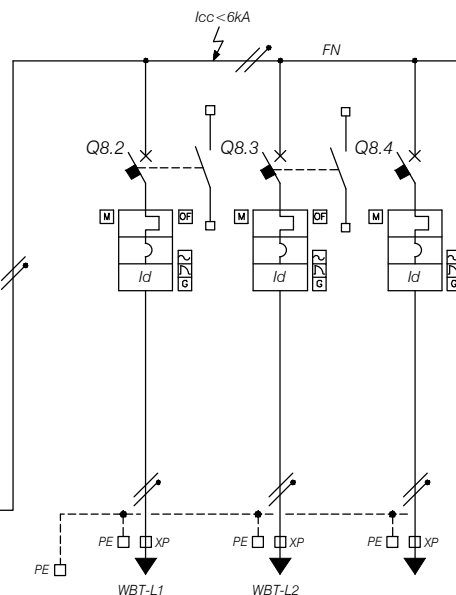 Icc<6kA
FN
Q8.2
Q8.3
Q8.4
M
OF
M
OF
M
Id
Id
Id
G
G
G
PE
XP
PE
XP
PE
XP
PE
WBT-L1
WBT-L2